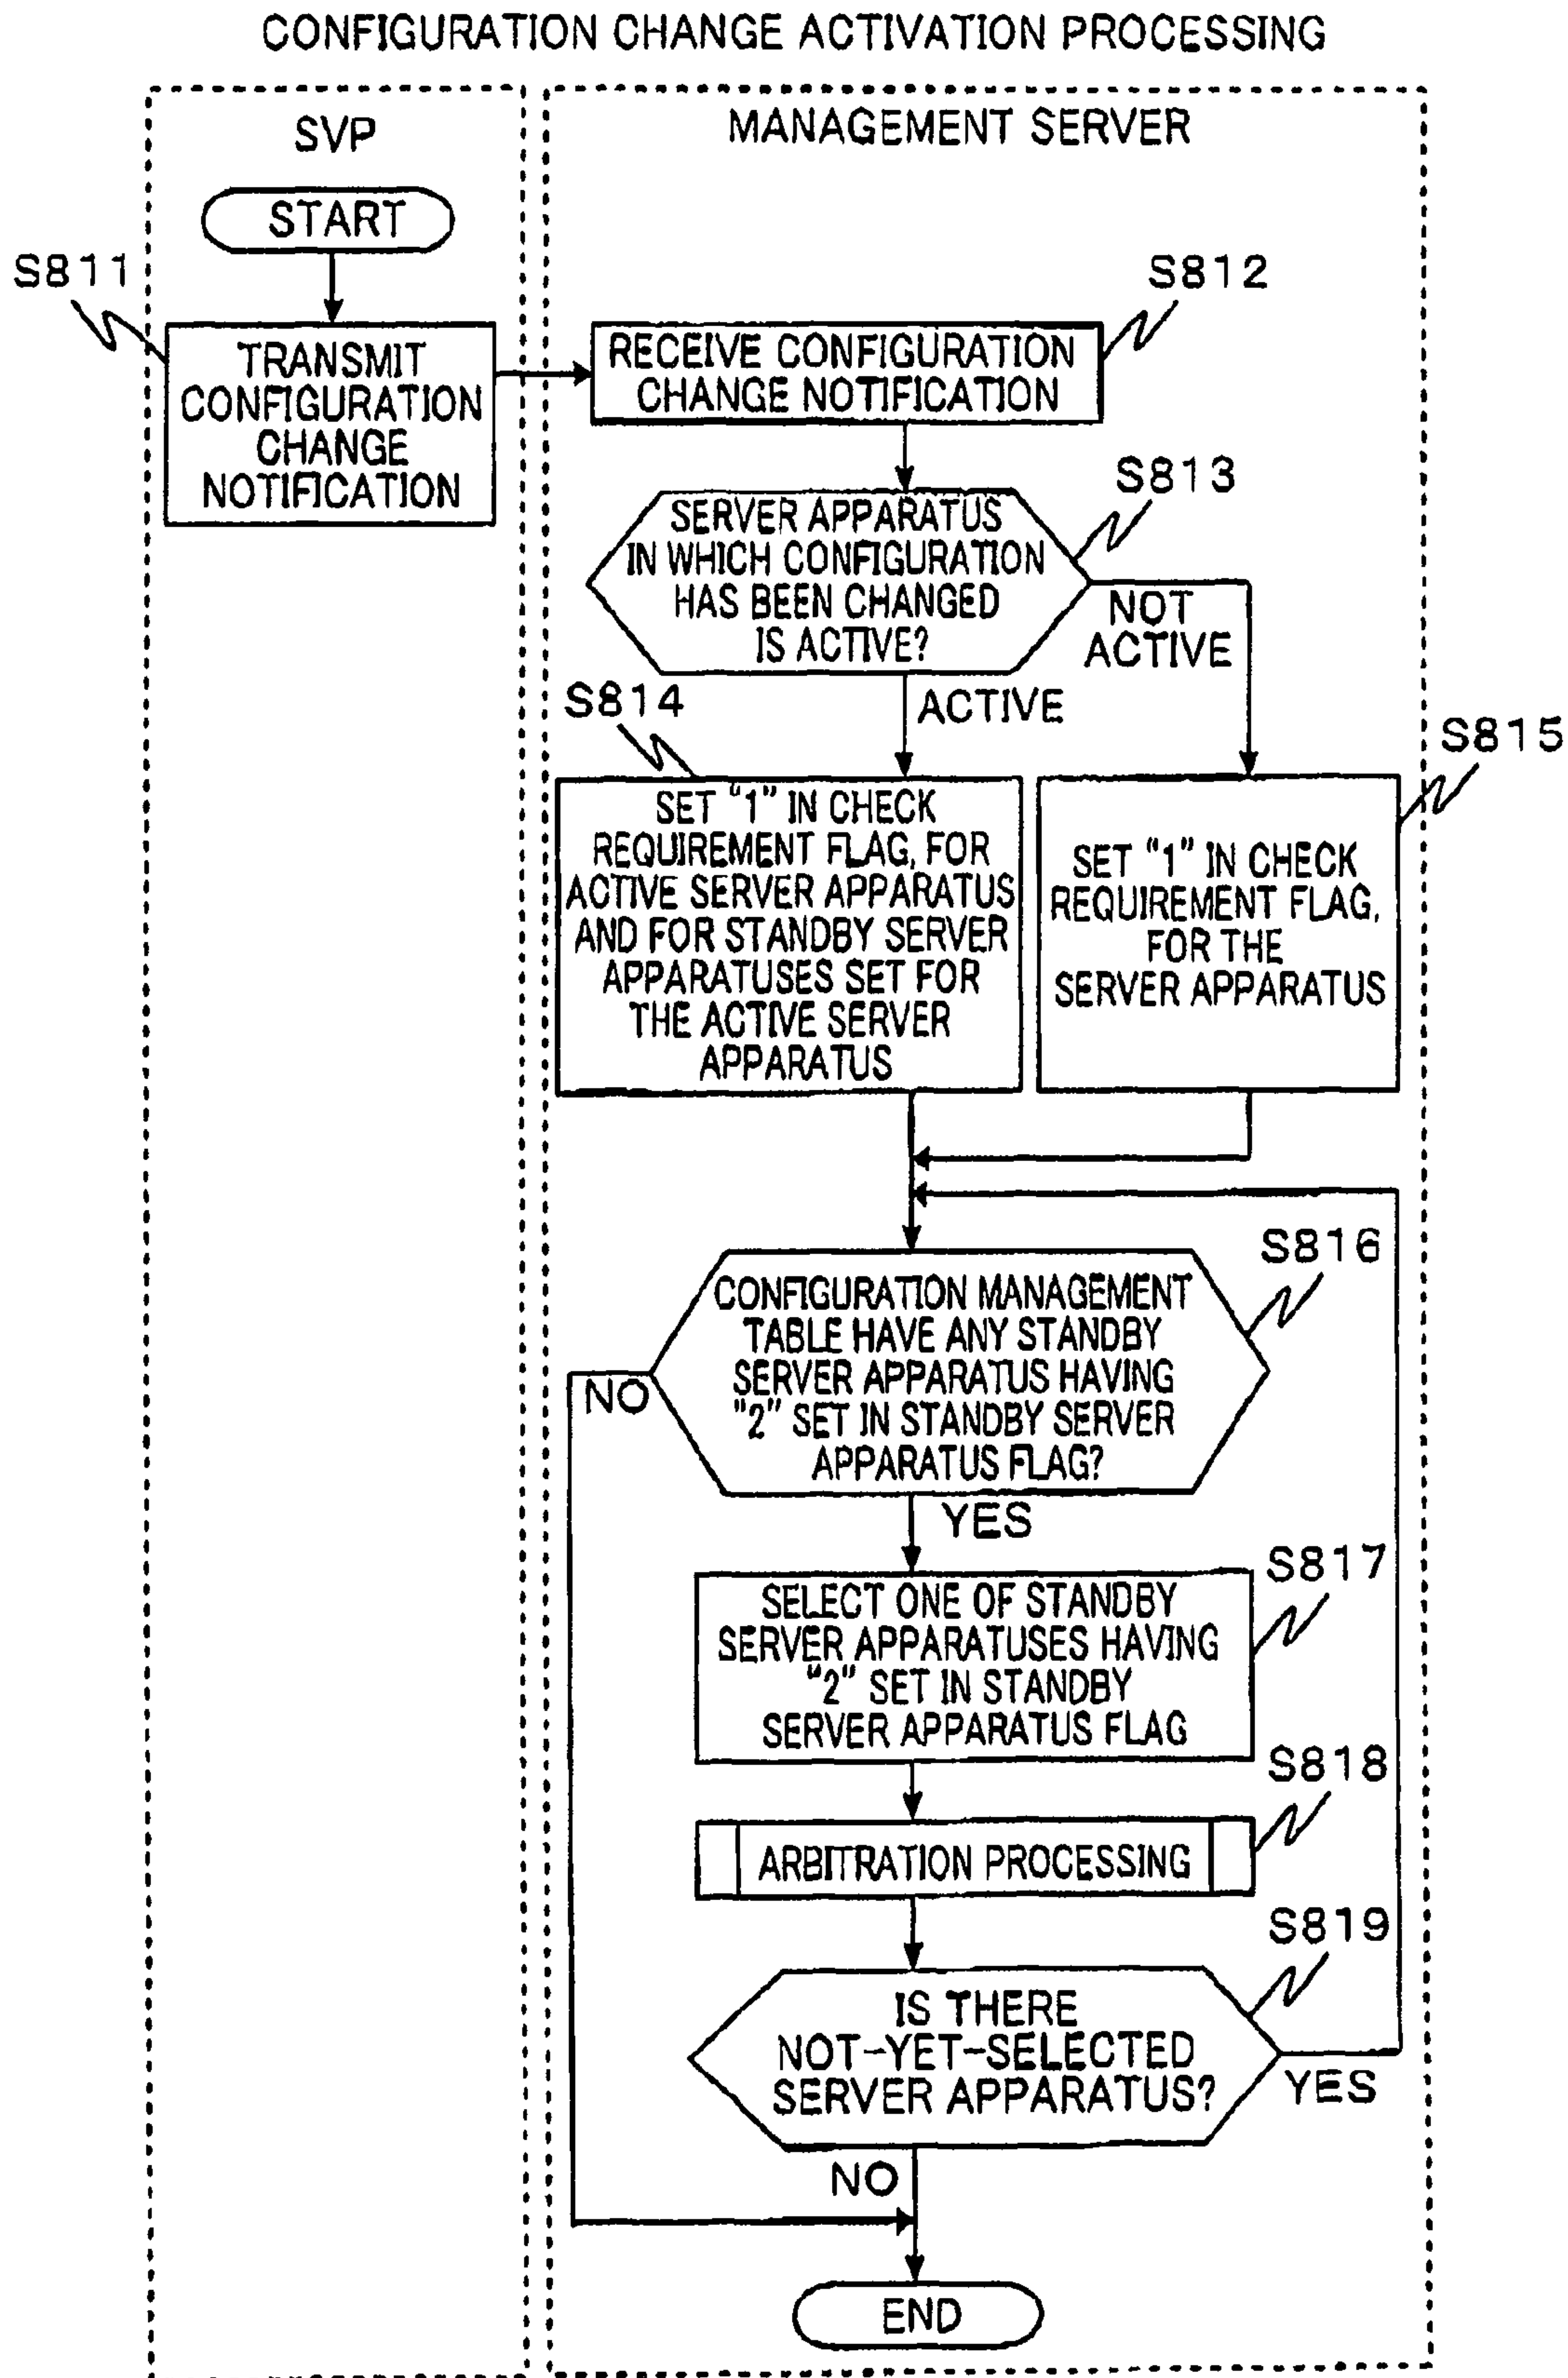 CONFIGURATION CHANGE ACTIVATION PROCESSING
SVP
MANAGEMENT SERVER
START
S811
TRANSMIT
CONFIGURATION
CHANGE
NOTIFICATION
S812
RECEIVE CONFIGURATION
CHANGE NOTIFICATION
S813
SERVER APPARATUS
IN WHICH CONFIGURATION
HAS BEEN CHANGED
IS ACTIVE?
NOT
ACTIVE
ACTIVE
S814
SET "1" IN CHECK
REQUIREMENT FLAG, FOR
ACTIVE SERVER APPARATUS
AND FOR STANDBY SERVER
APPARATUSES SET FOR
THE ACTIVE SERVER
APPARATUS
S815
SET "1" IN CHECK
REQUIREMENT FLAG,
FOR THE
SERVER APPARATUS
S816
CONFIGURATION MANAGEMENT
TABLE HAVE ANY STANDBY
SERVER APPARATUS HAVING
"2" SET IN STANDBY SERVER
APPARATUS FLAG?
NO
YES
S817
SELECT ONE OF STANDBY
SERVER APPARATUSES HAVING
"2" SET IN STANDBY
SERVER APPARATUS FLAG
S818
ARBITRATION PROCESSING
S819
IS THERE
NOT-YET-SELECTED
SERVER APPARATUS?
YES
NO
END